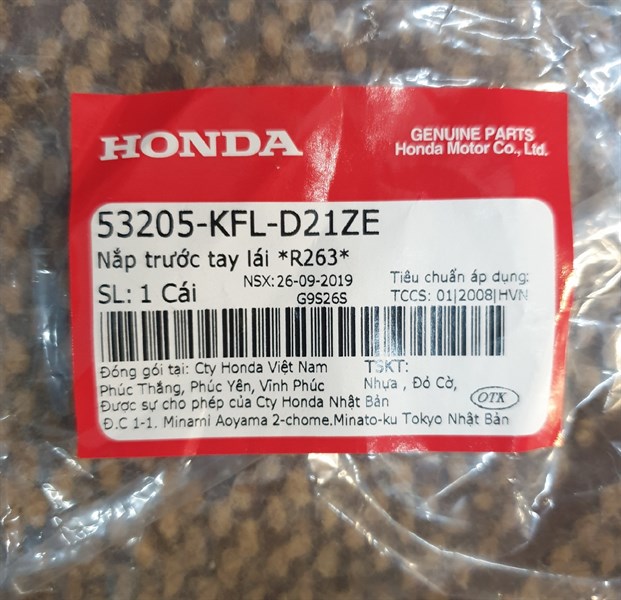 HONDA
GENUINE PARTS
Honda Motor Co., Ltd.
53205-KFL-D21ZE
Nắp trước tay lái *R263*
NSX:26-09-2019
Tiêu chuẩn áp dụng:
SL: 1 Cái
G9S26S
TCCS: 01|2008|HVN
Đóng gói tại: Cty Honda Việt Nam
TSKT:
Phúc Thắng, Phúc Yên, Vĩnh Phúc
Nhựa , Đỏ Cờ,
Được sự cho phép của Cty Honda Nhật Bản
OTK
Đ.C 1-1. Minami Aoyama 2-chome.Minato-ku Tokyo Nhật Bản